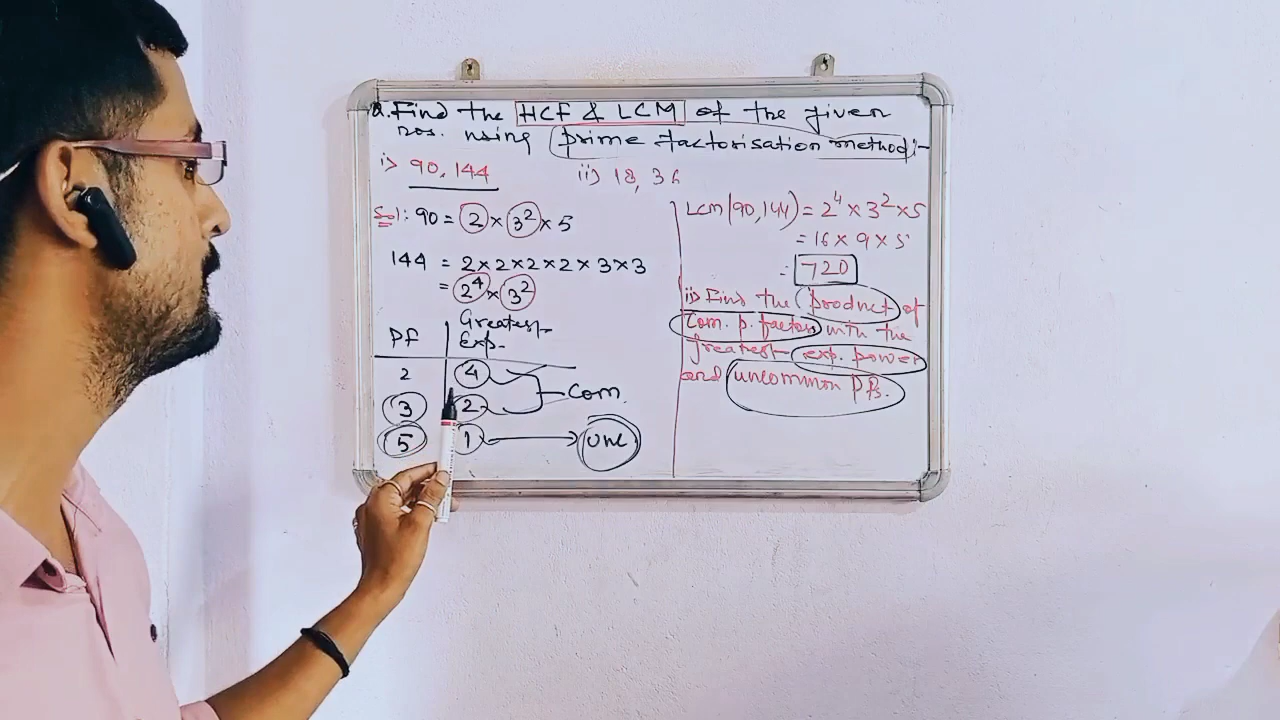 Q. Find the HCF & LCM of the given
nos. using prime factorisation method:-
i) 90, 144
ii) 18, 36
Sol: 90 = 2 × 3² × 5
144 = 2×2×2×2×3×3
= 2⁴ × 3²
PF Greatest Exp.
2 4
3 2
5 1
Com.
Unc
LCM(90,144) = 2⁴ × 3² × 5
= 16 × 9 × 5
= 720
ii) Find the product of
Com. p. factors with the
greatest exp. power
and uncommon Pfs.